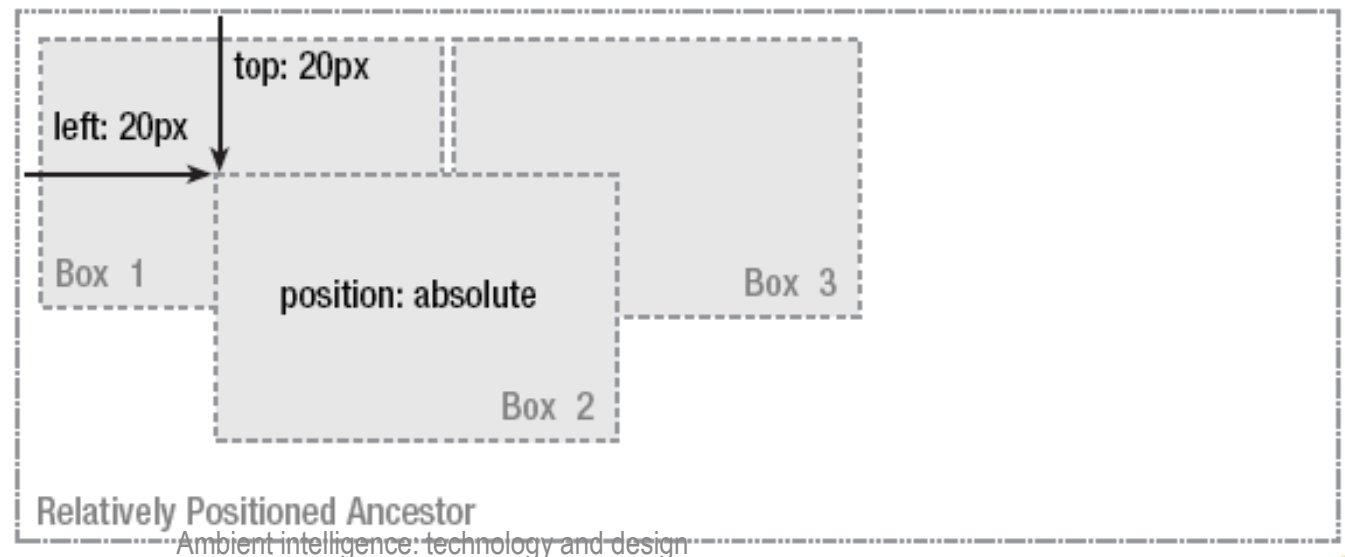 top: 20px
left: 20px
Box 1
position: absolute
Box 3
Box 2
Relatively Positioned Ancestor
Ambient intelligence: technology and design